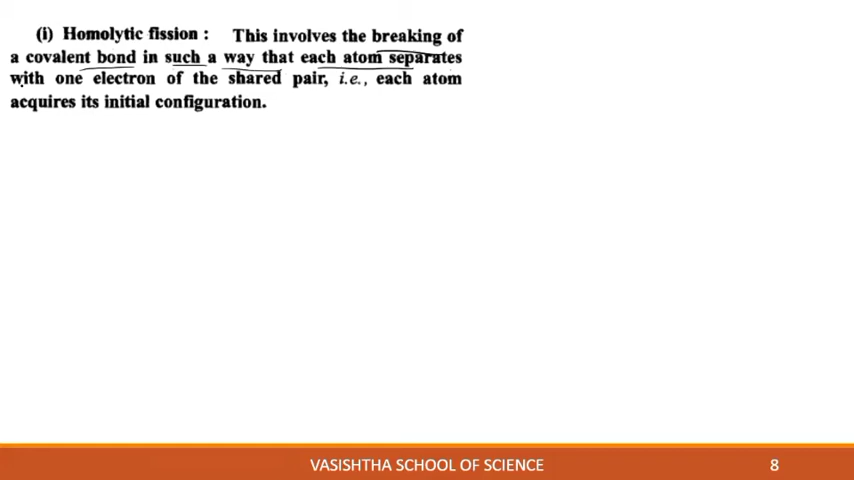 (i) Homolytic fission : This involves the breaking of
a covalent bond in such a way that each atom separates
with one electron of the shared pair, i.e., each atom
acquires its initial configuration.
VASISHTHA SCHOOL OF SCIENCE
8